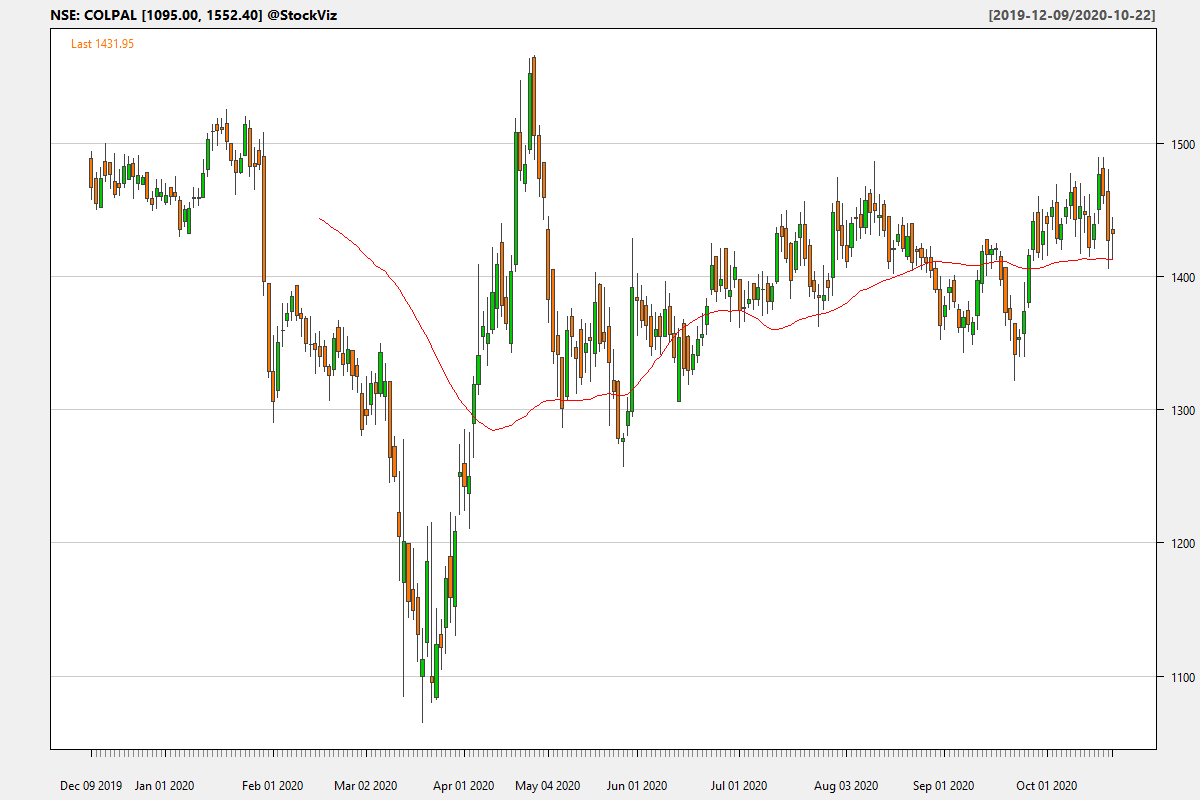 NSE: COLPAL [1095.00, 1552.40] @StockViz [2019-12-09/2020-10-22]
Last 1431.95
1500
1400
1300
1200
1100
Dec 09 2019 Jan 01 2020 Feb 01 2020 Mar 02 2020 Apr 01 2020 May 04 2020 Jun 01 2020 Jul 01 2020 Aug 03 2020 Sep 01 2020 Oct 01 2020